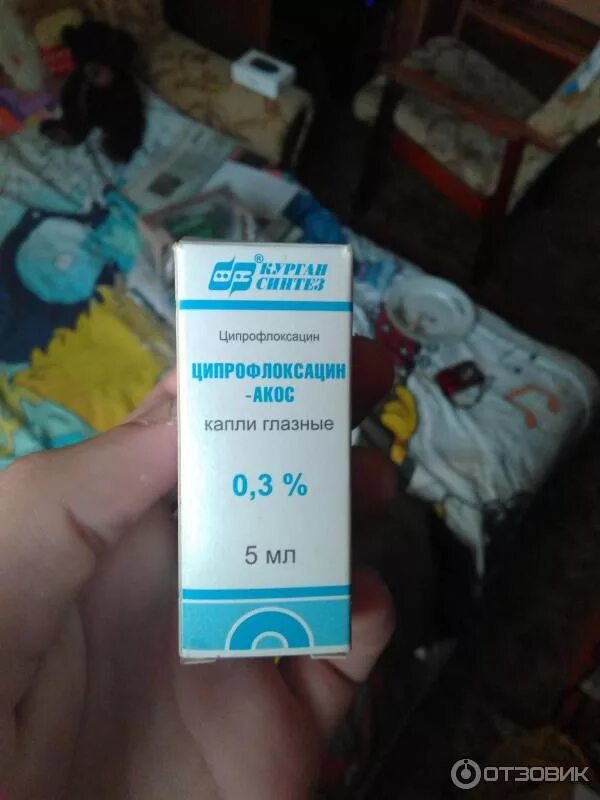 КУРГАН
СИНТЕЗ
Ципрофлоксацин
ЦИПРОФЛОКСАЦИН
-АКОС
капли глазные
0,3 %
5 мл
ОТЗОВИК